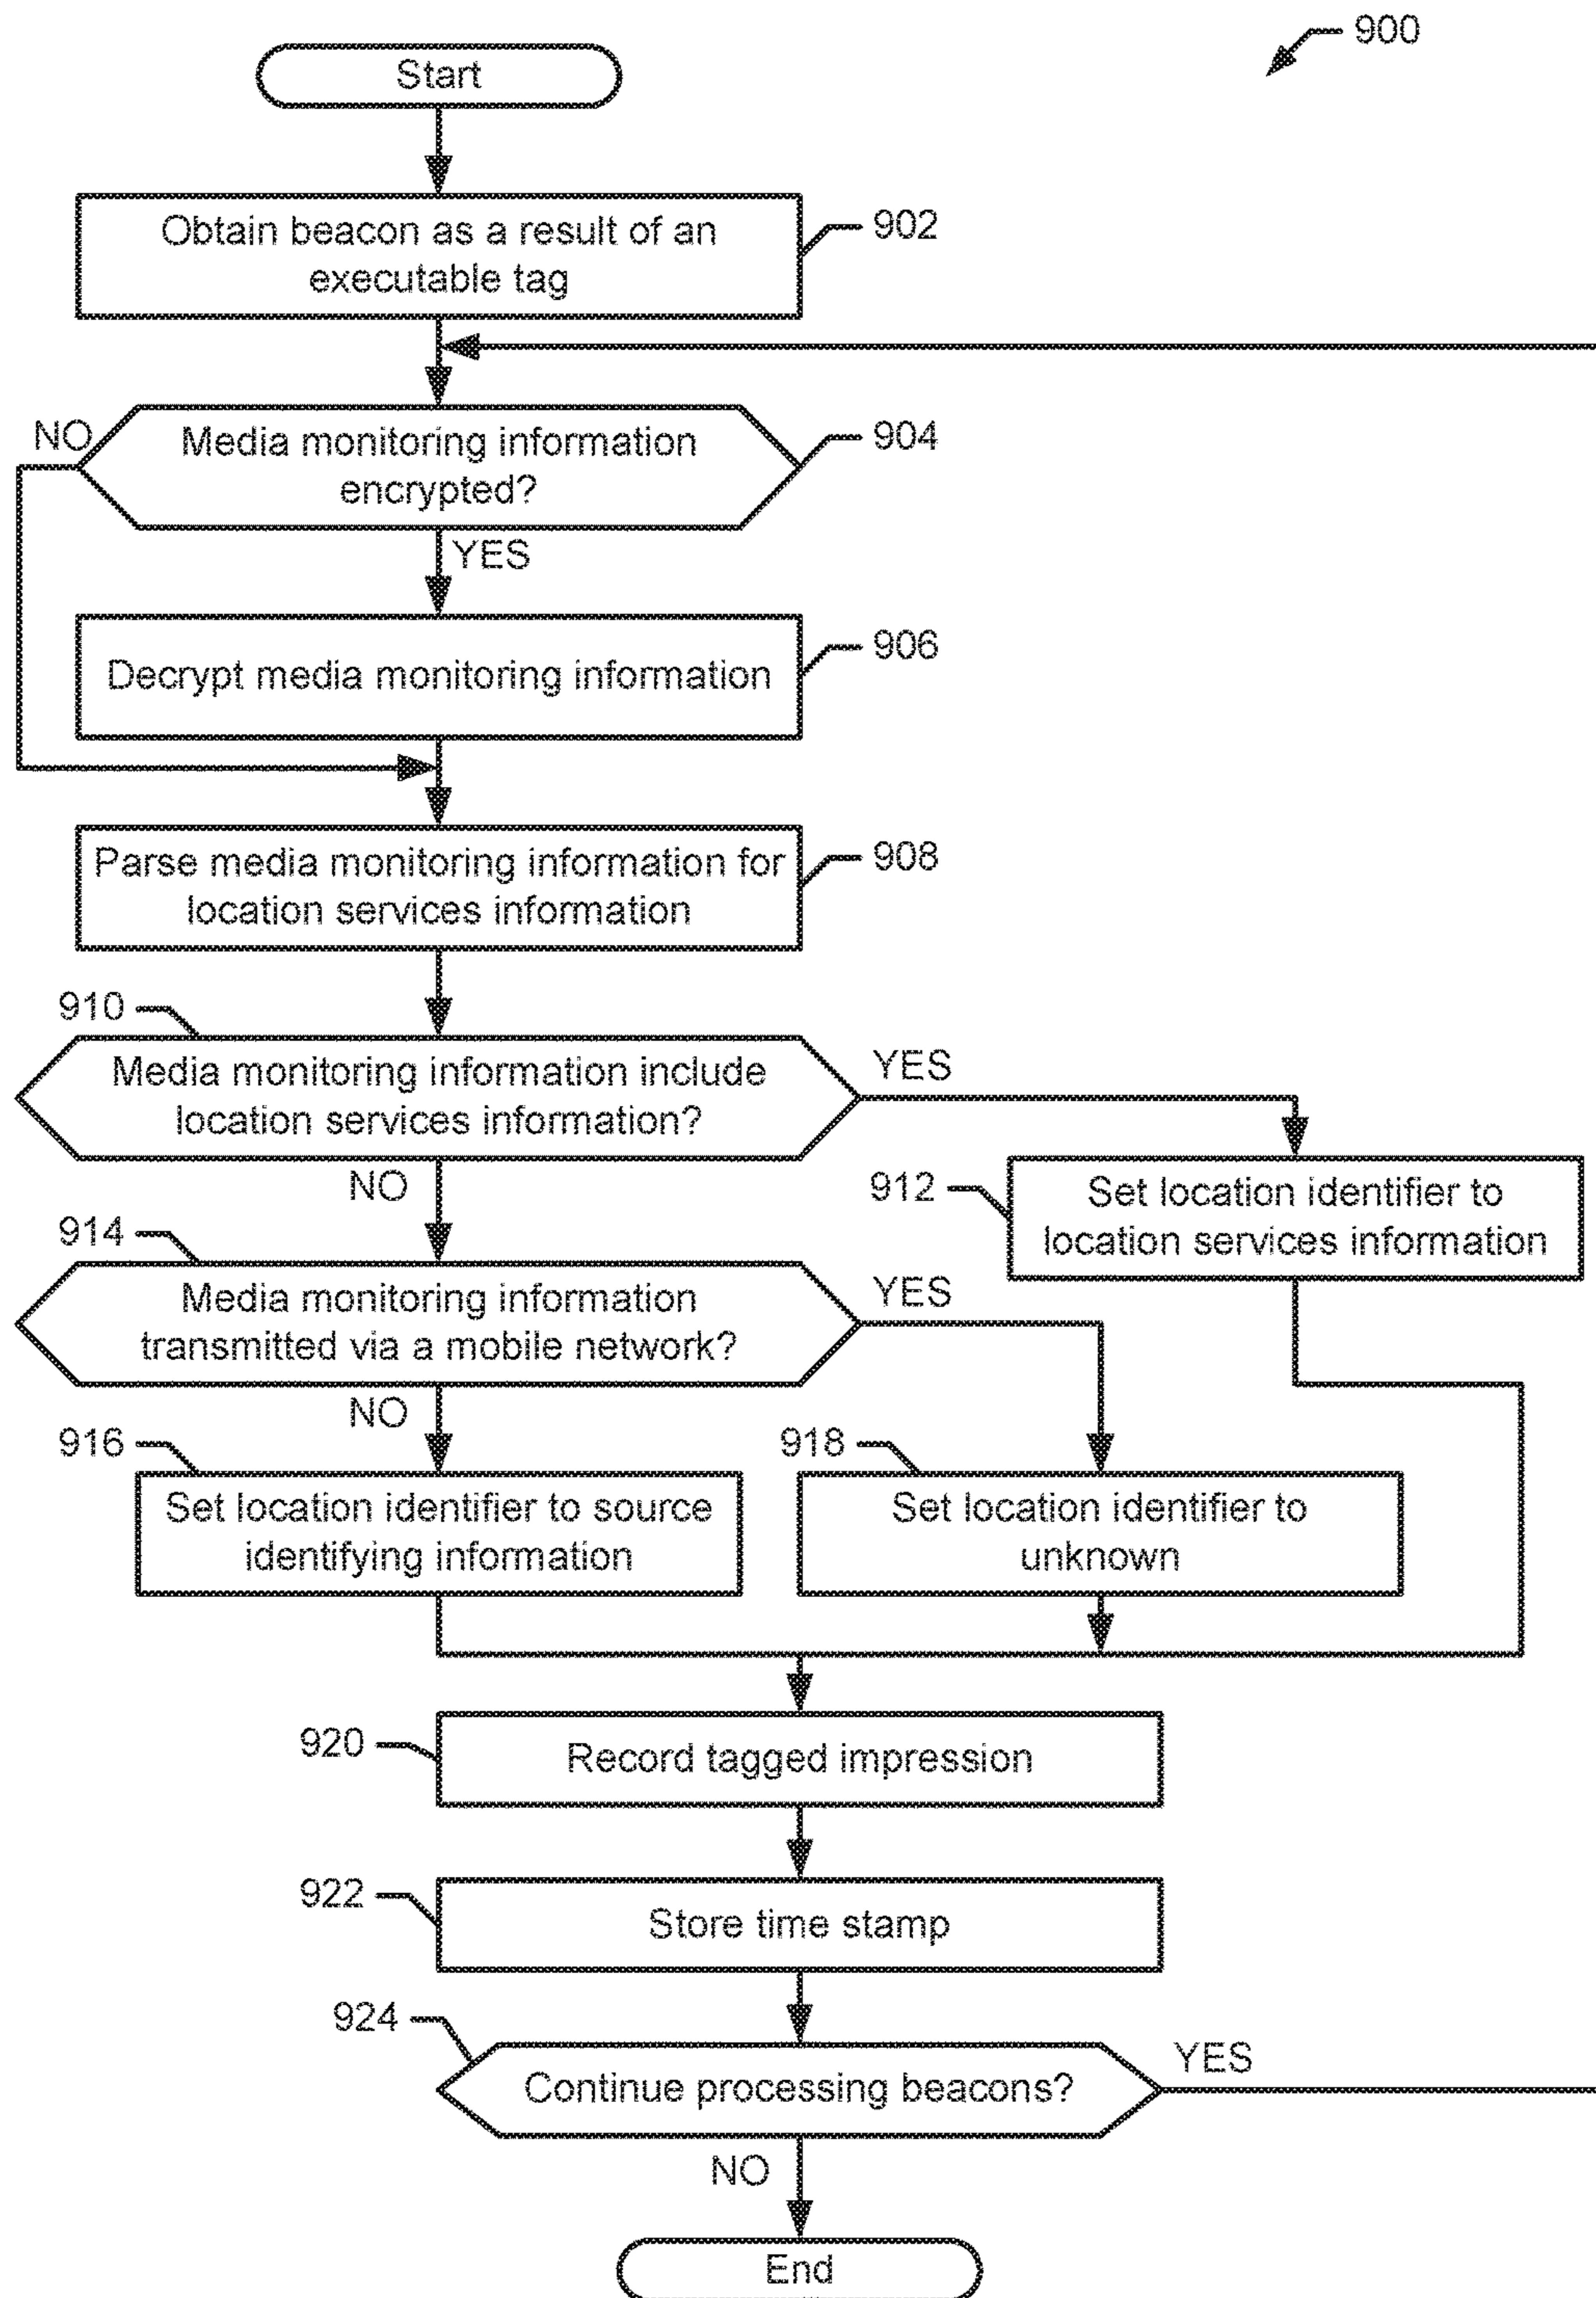 900
Start
Obtain beacon as a result of an
executable tag
902
NO
Media monitoring information
encrypted?
904
YES
Decrypt media monitoring information
906
Parse media monitoring information for
location services information
908
910
Media monitoring information include
location services information?
YES
NO
912
Set location identifier to
location services information
914
Media monitoring information
transmitted via a mobile network?
YES
NO
916
Set location identifier to source
identifying information
918
Set location identifier to
unknown
920
Record tagged impression
922
Store time stamp
924
Continue processing beacons?
YES
NO
End